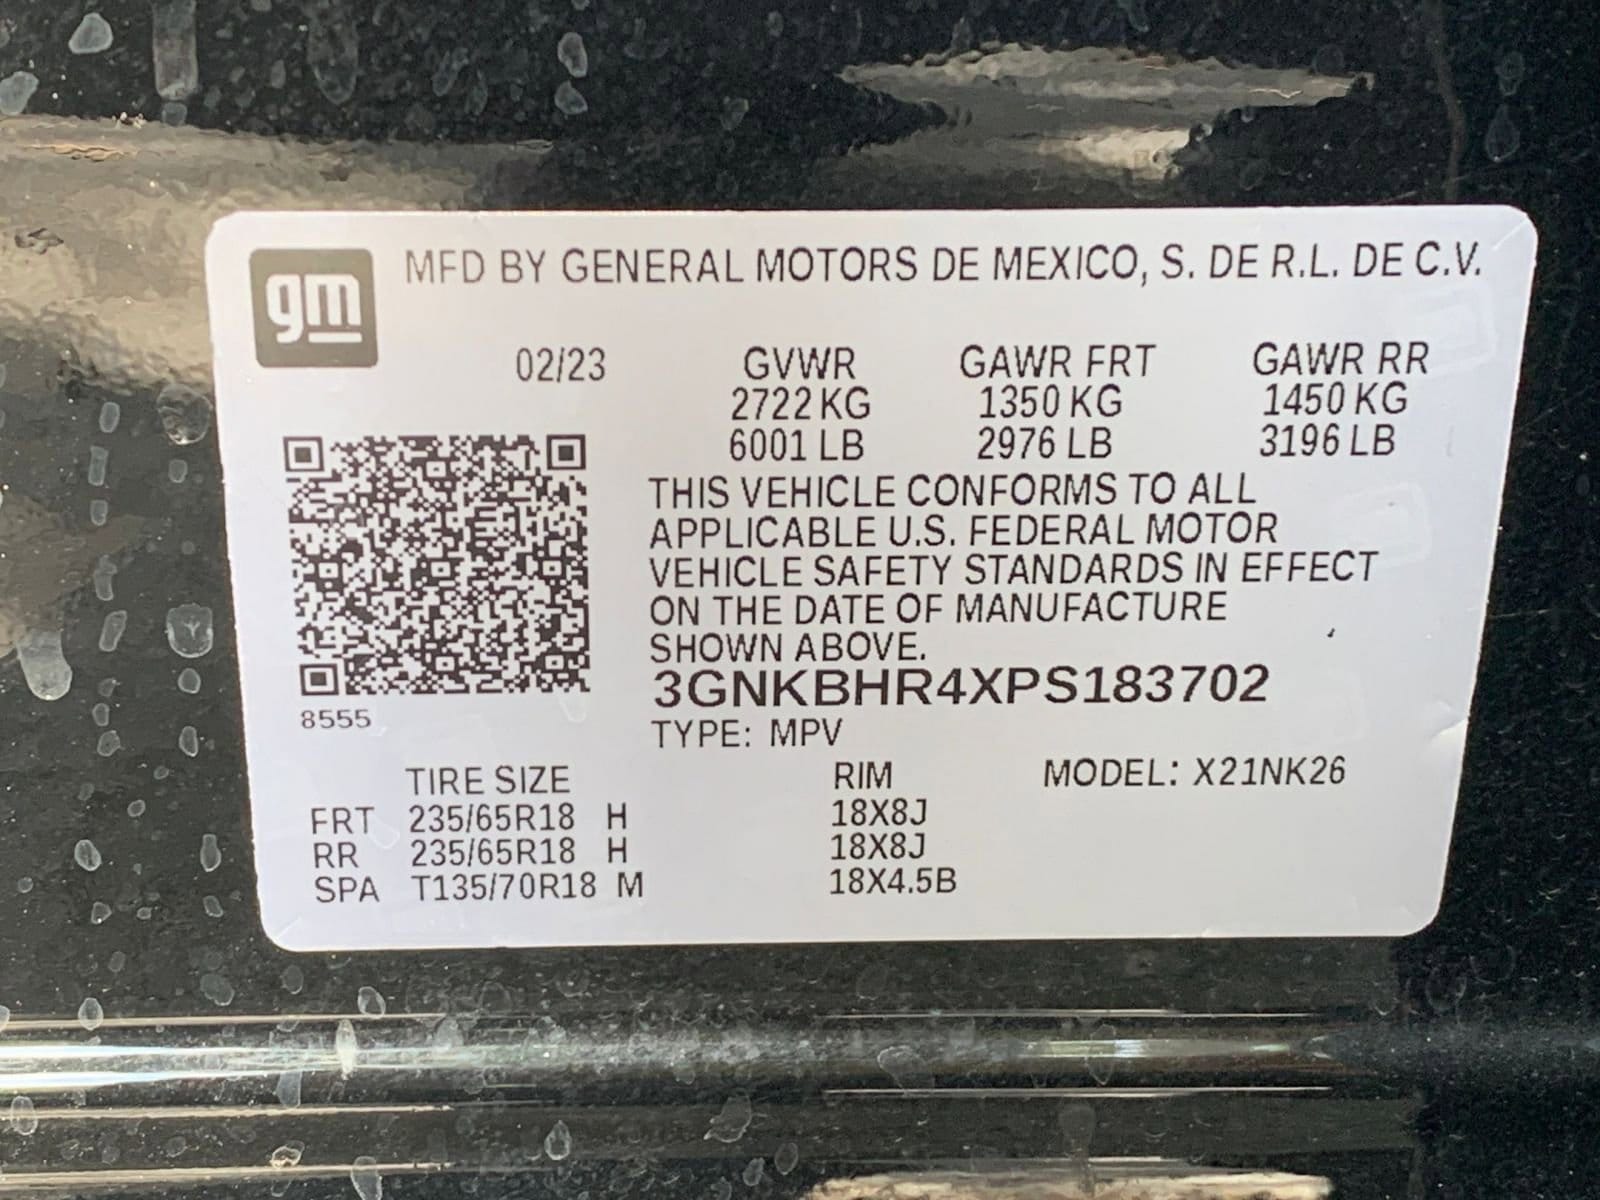 gm
MFD BY GENERAL MOTORS DE MEXICO, S. DE R.L. DE C.V.
02/23 GVWR GAWR FRT GAWR RR
2722 KG 1350 KG 1450 KG
6001 LB 2976 LB 3196 LB
THIS VEHICLE CONFORMS TO ALL
APPLICABLE U.S. FEDERAL MOTOR
VEHICLE SAFETY STANDARDS IN EFFECT
ON THE DATE OF MANUFACTURE
SHOWN ABOVE.
3GNKBHR4XPS183702
8555
TYPE: MPV
TIRE SIZE RIM MODEL: X21NK26
FRT 235/65R18 H 18X8J
RR 235/65R18 H 18X8J
SPA T135/70R18 M 18X4.5B